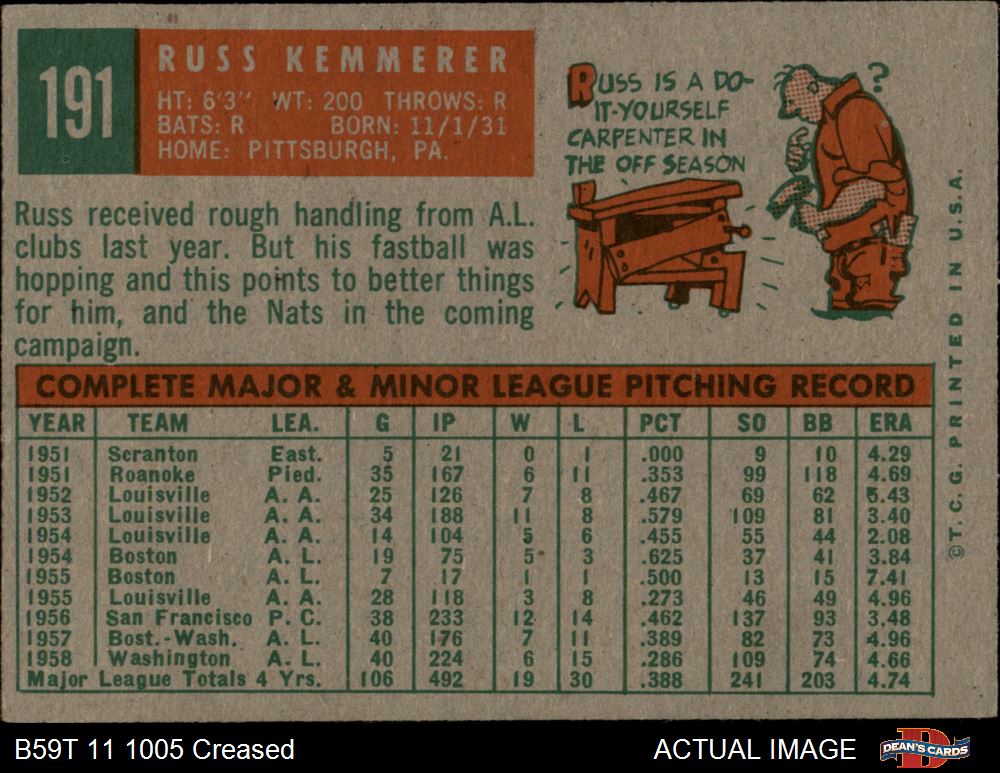 191
RUSS KEMMERER
HT: 6'3" WT: 200 THROWS: R
BATS: R BORN: 11/1/31
HOME: PITTSBURGH, PA.
RUSS IS A DO-
IT-YOURSELF
CARPENTER IN
THE OFF SEASON
?
Russ received rough handling from A.L.
clubs last year. But his fastball was
hopping and this points to better things
for him, and the Nats in the coming
campaign.
COMPLETE MAJOR & MINOR LEAGUE PITCHING RECORD
YEAR TEAM LEA. G IP W L PCT SO BB ERA
1951 Scranton East. 5 21 0 1 .000 9 10 4.29
1951 Roanoke Pied. 35 167 6 11 .353 99 118 4.69
1952 Louisville A. A. 25 126 7 8 .467 69 62 5.43
1953 Louisville A. A. 34 188 11 8 .579 109 81 3.40
1954 Louisville A. A. 14 104 5 6 .455 55 44 2.08
1954 Boston A. L. 19 75 5 3 .625 37 41 3.84
1955 Boston A. L. 7 17 1 1 .500 13 15 7.41
1955 Louisville A. A. 28 118 3 8 .273 46 49 4.96
1956 San Francisco P. C. 38 233 12 14 .462 137 93 3.48
1957 Bost.-Wash. A. L. 40 176 7 11 .389 82 73 4.96
1958 Washington A. L. 40 224 6 15 .286 109 74 4.66
Major League Totals 4 Yrs. 106 492 19 30 .388 241 203 4.74
©T. C. G. PRINTED IN U.S.A.
B59T 11 1005 Creased
ACTUAL IMAGE
D
DEAN'S CARDS